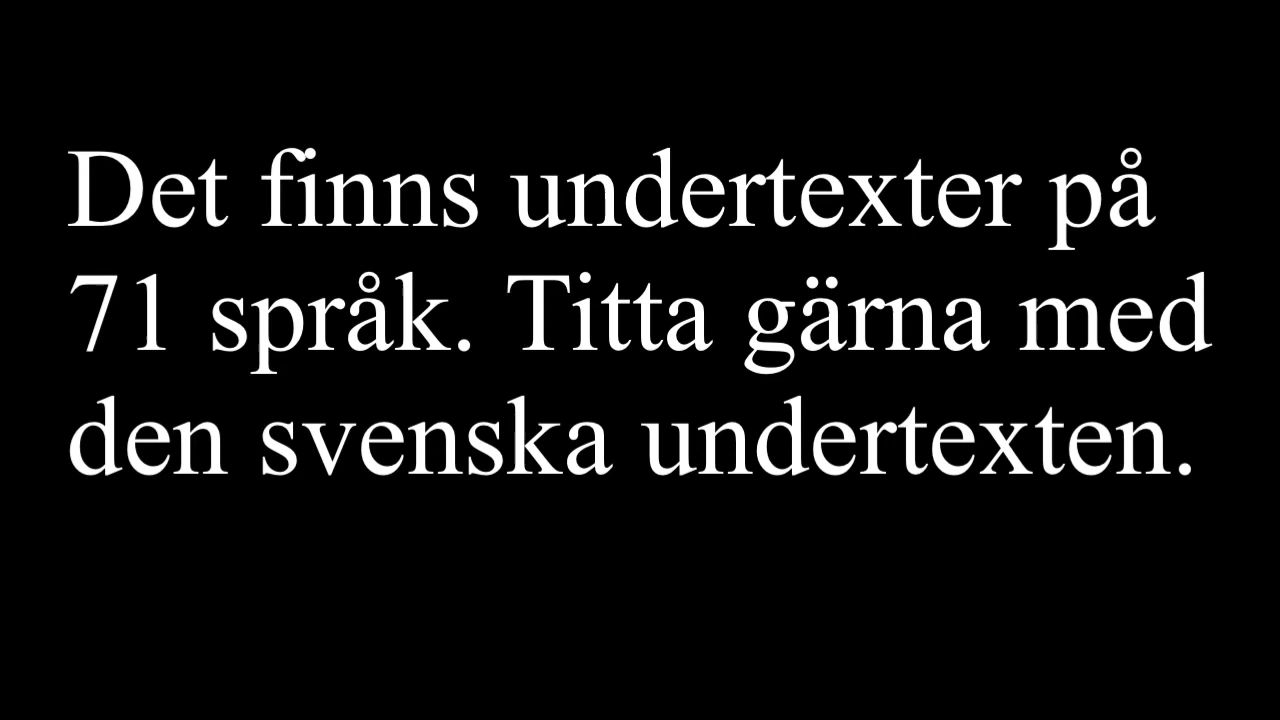 Det finns undertexter på
71 språk. Titta gärna med
den svenska undertexten.